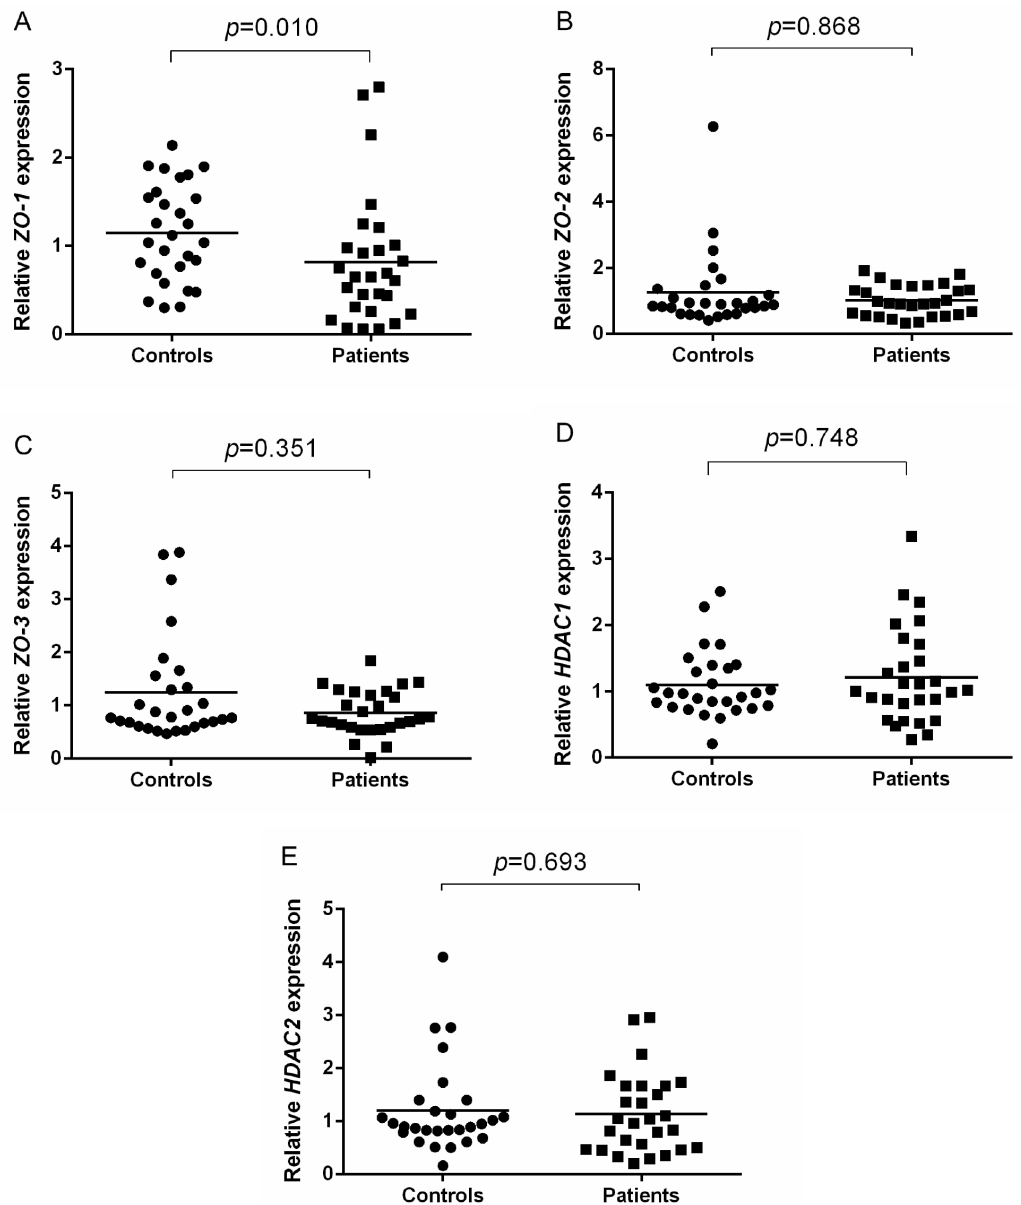 A
p=0.010
Relative ZO-1 expression
3
2
1
0
Controls
Patients
B
p=0.868
Relative ZO-2 expression
8
6
4
2
0
Controls
Patients
C
p=0.351
Relative ZO-3 expression
5
4
3
2
1
0
Controls
Patients
D
p=0.748
Relative HDAC1 expression
4
3
2
1
0
Controls
Patients
E
p=0.693
Relative HDAC2 expression
5
4
3
2
1
0
Controls
Patients